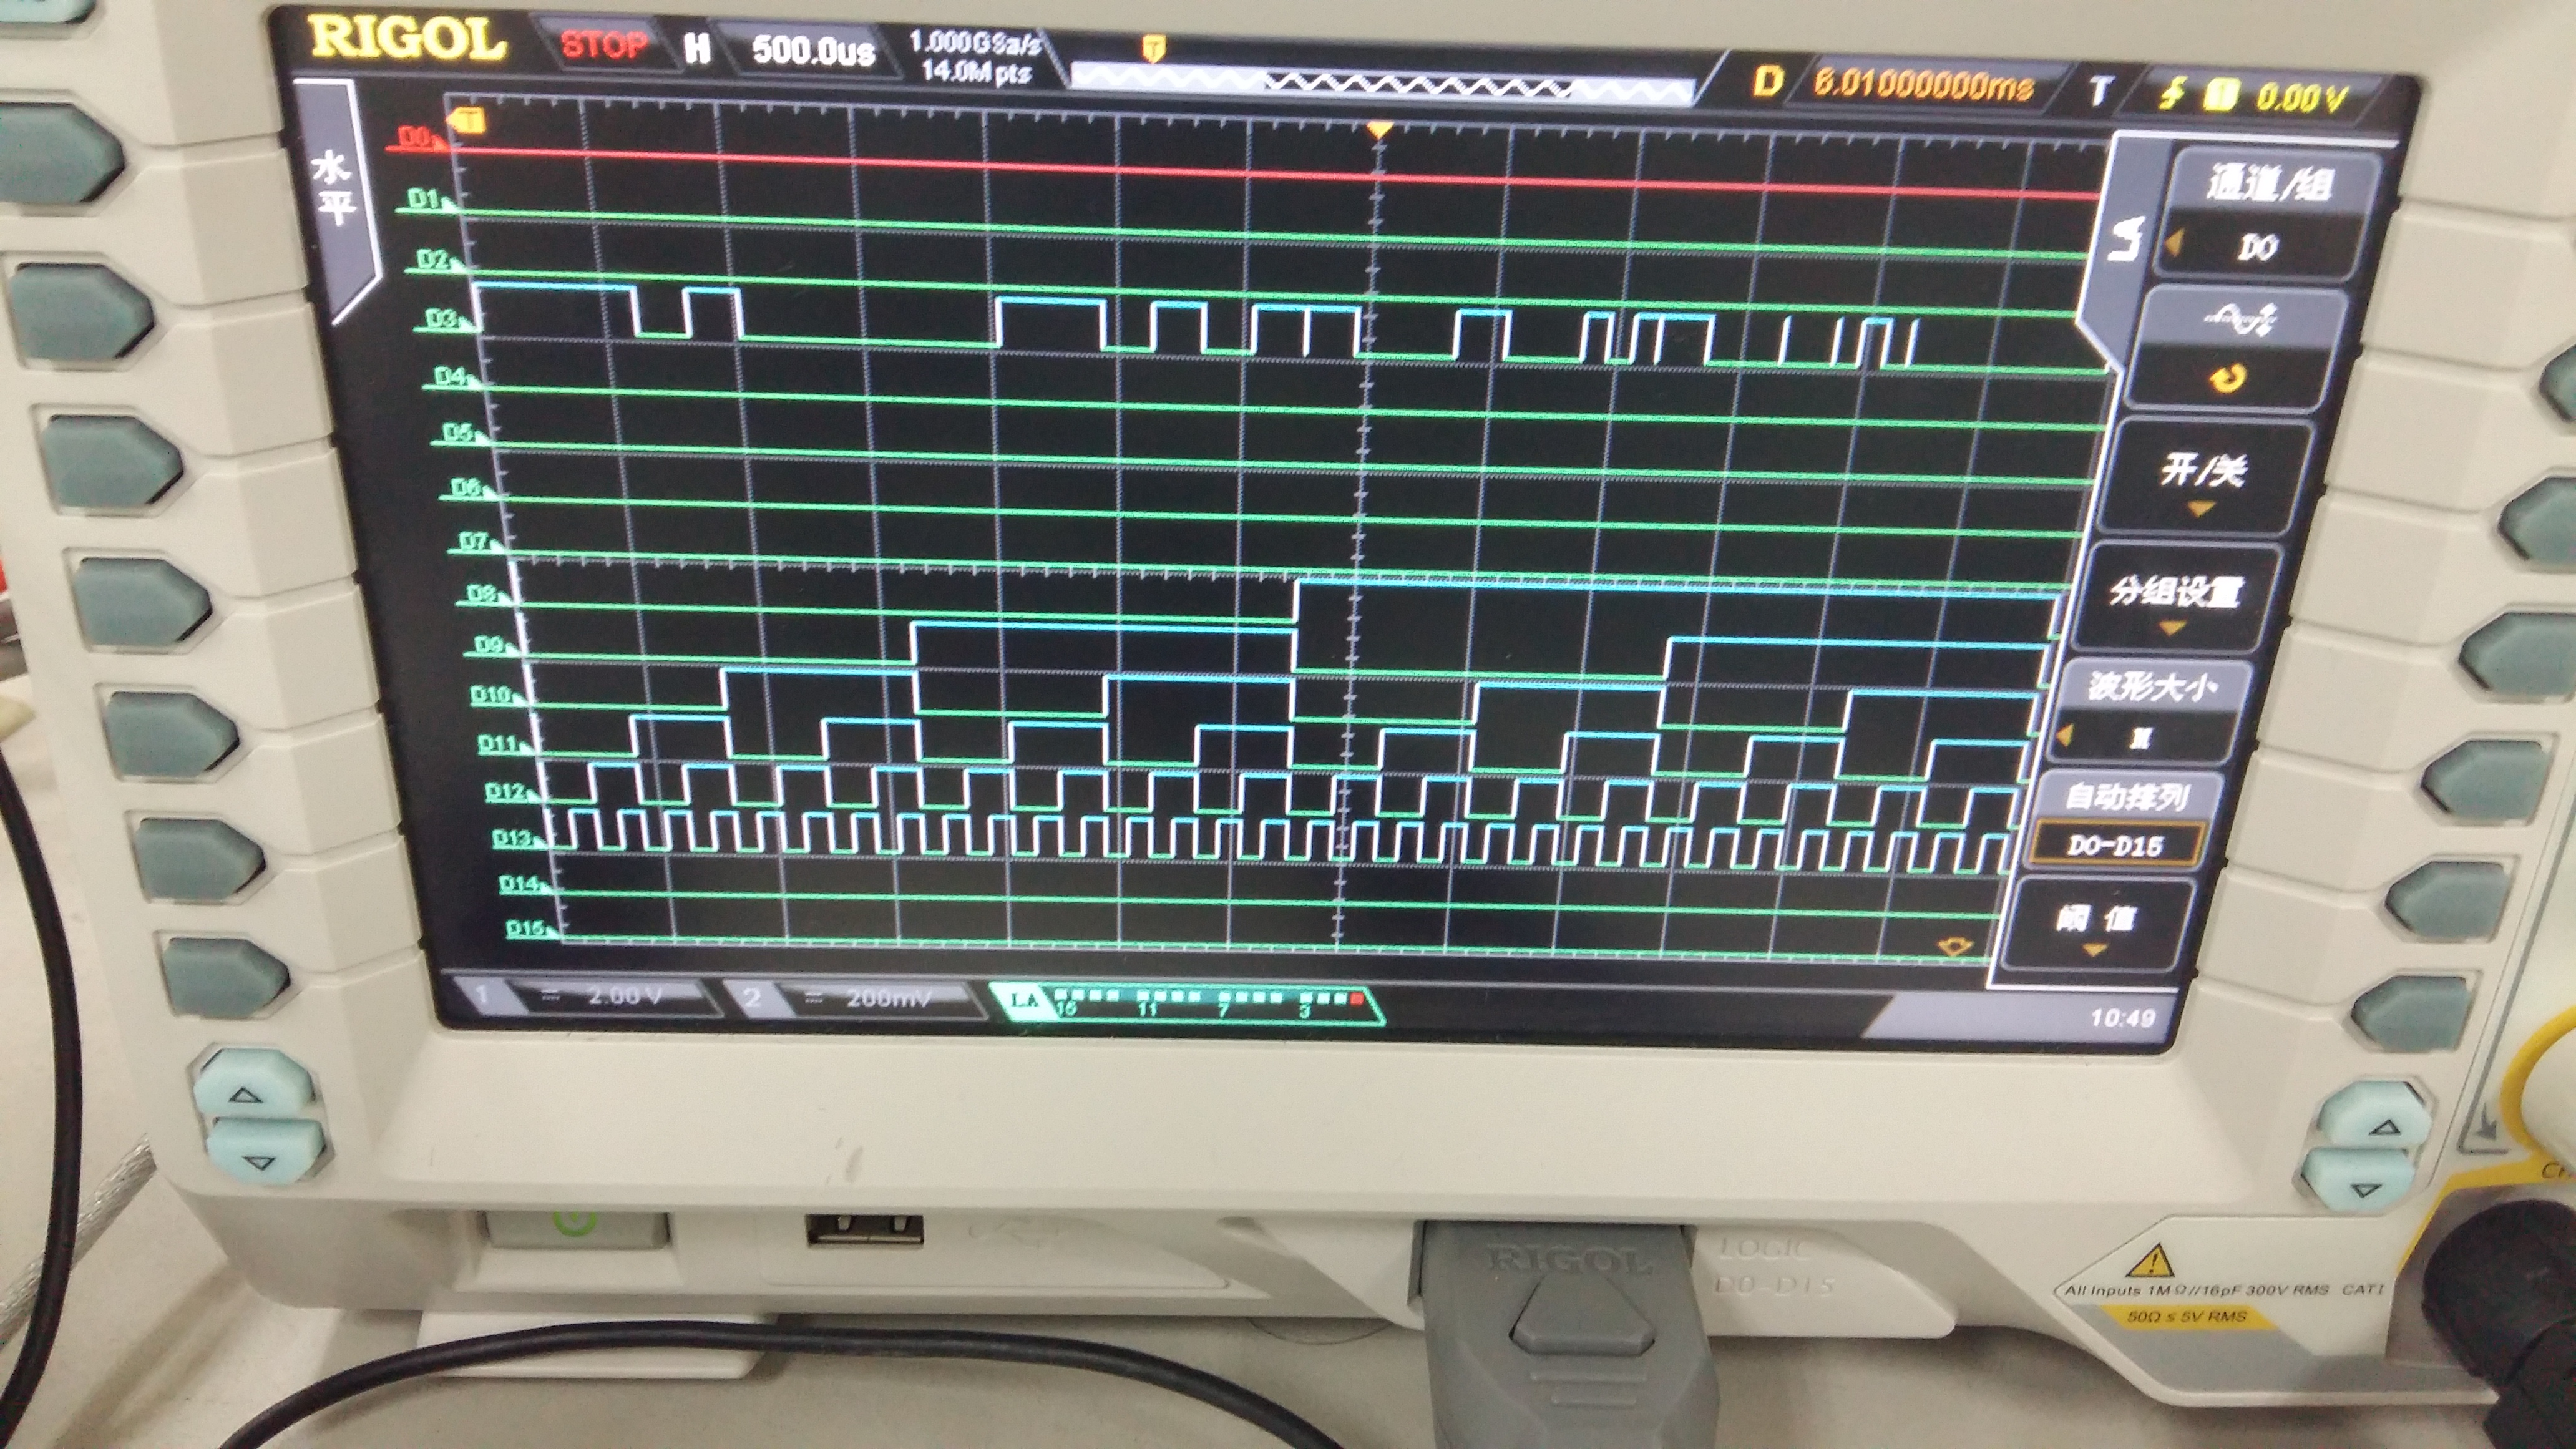 RIGOL STOP H 500.0us 1.000GSa/s 14.0M pts T D 6.01000000ms T 1 0.00V
水平
T
D0
D1
D2
D3
D4
D5
D6
D7
D8
D9
D10
D11
D12
D13
D14
D15
LA
通道/组
D0
开/关
分组设置
波形大小
M
自动排列
D0-D15
阈值
1 2.00V 2 200mV LA 15 11 7 3
10:49
RIGOL
LOGIC
D0-D15
All Inputs 1MΩ//16pF 300V RMS CAT I
50Ω ≤ 5V RMS